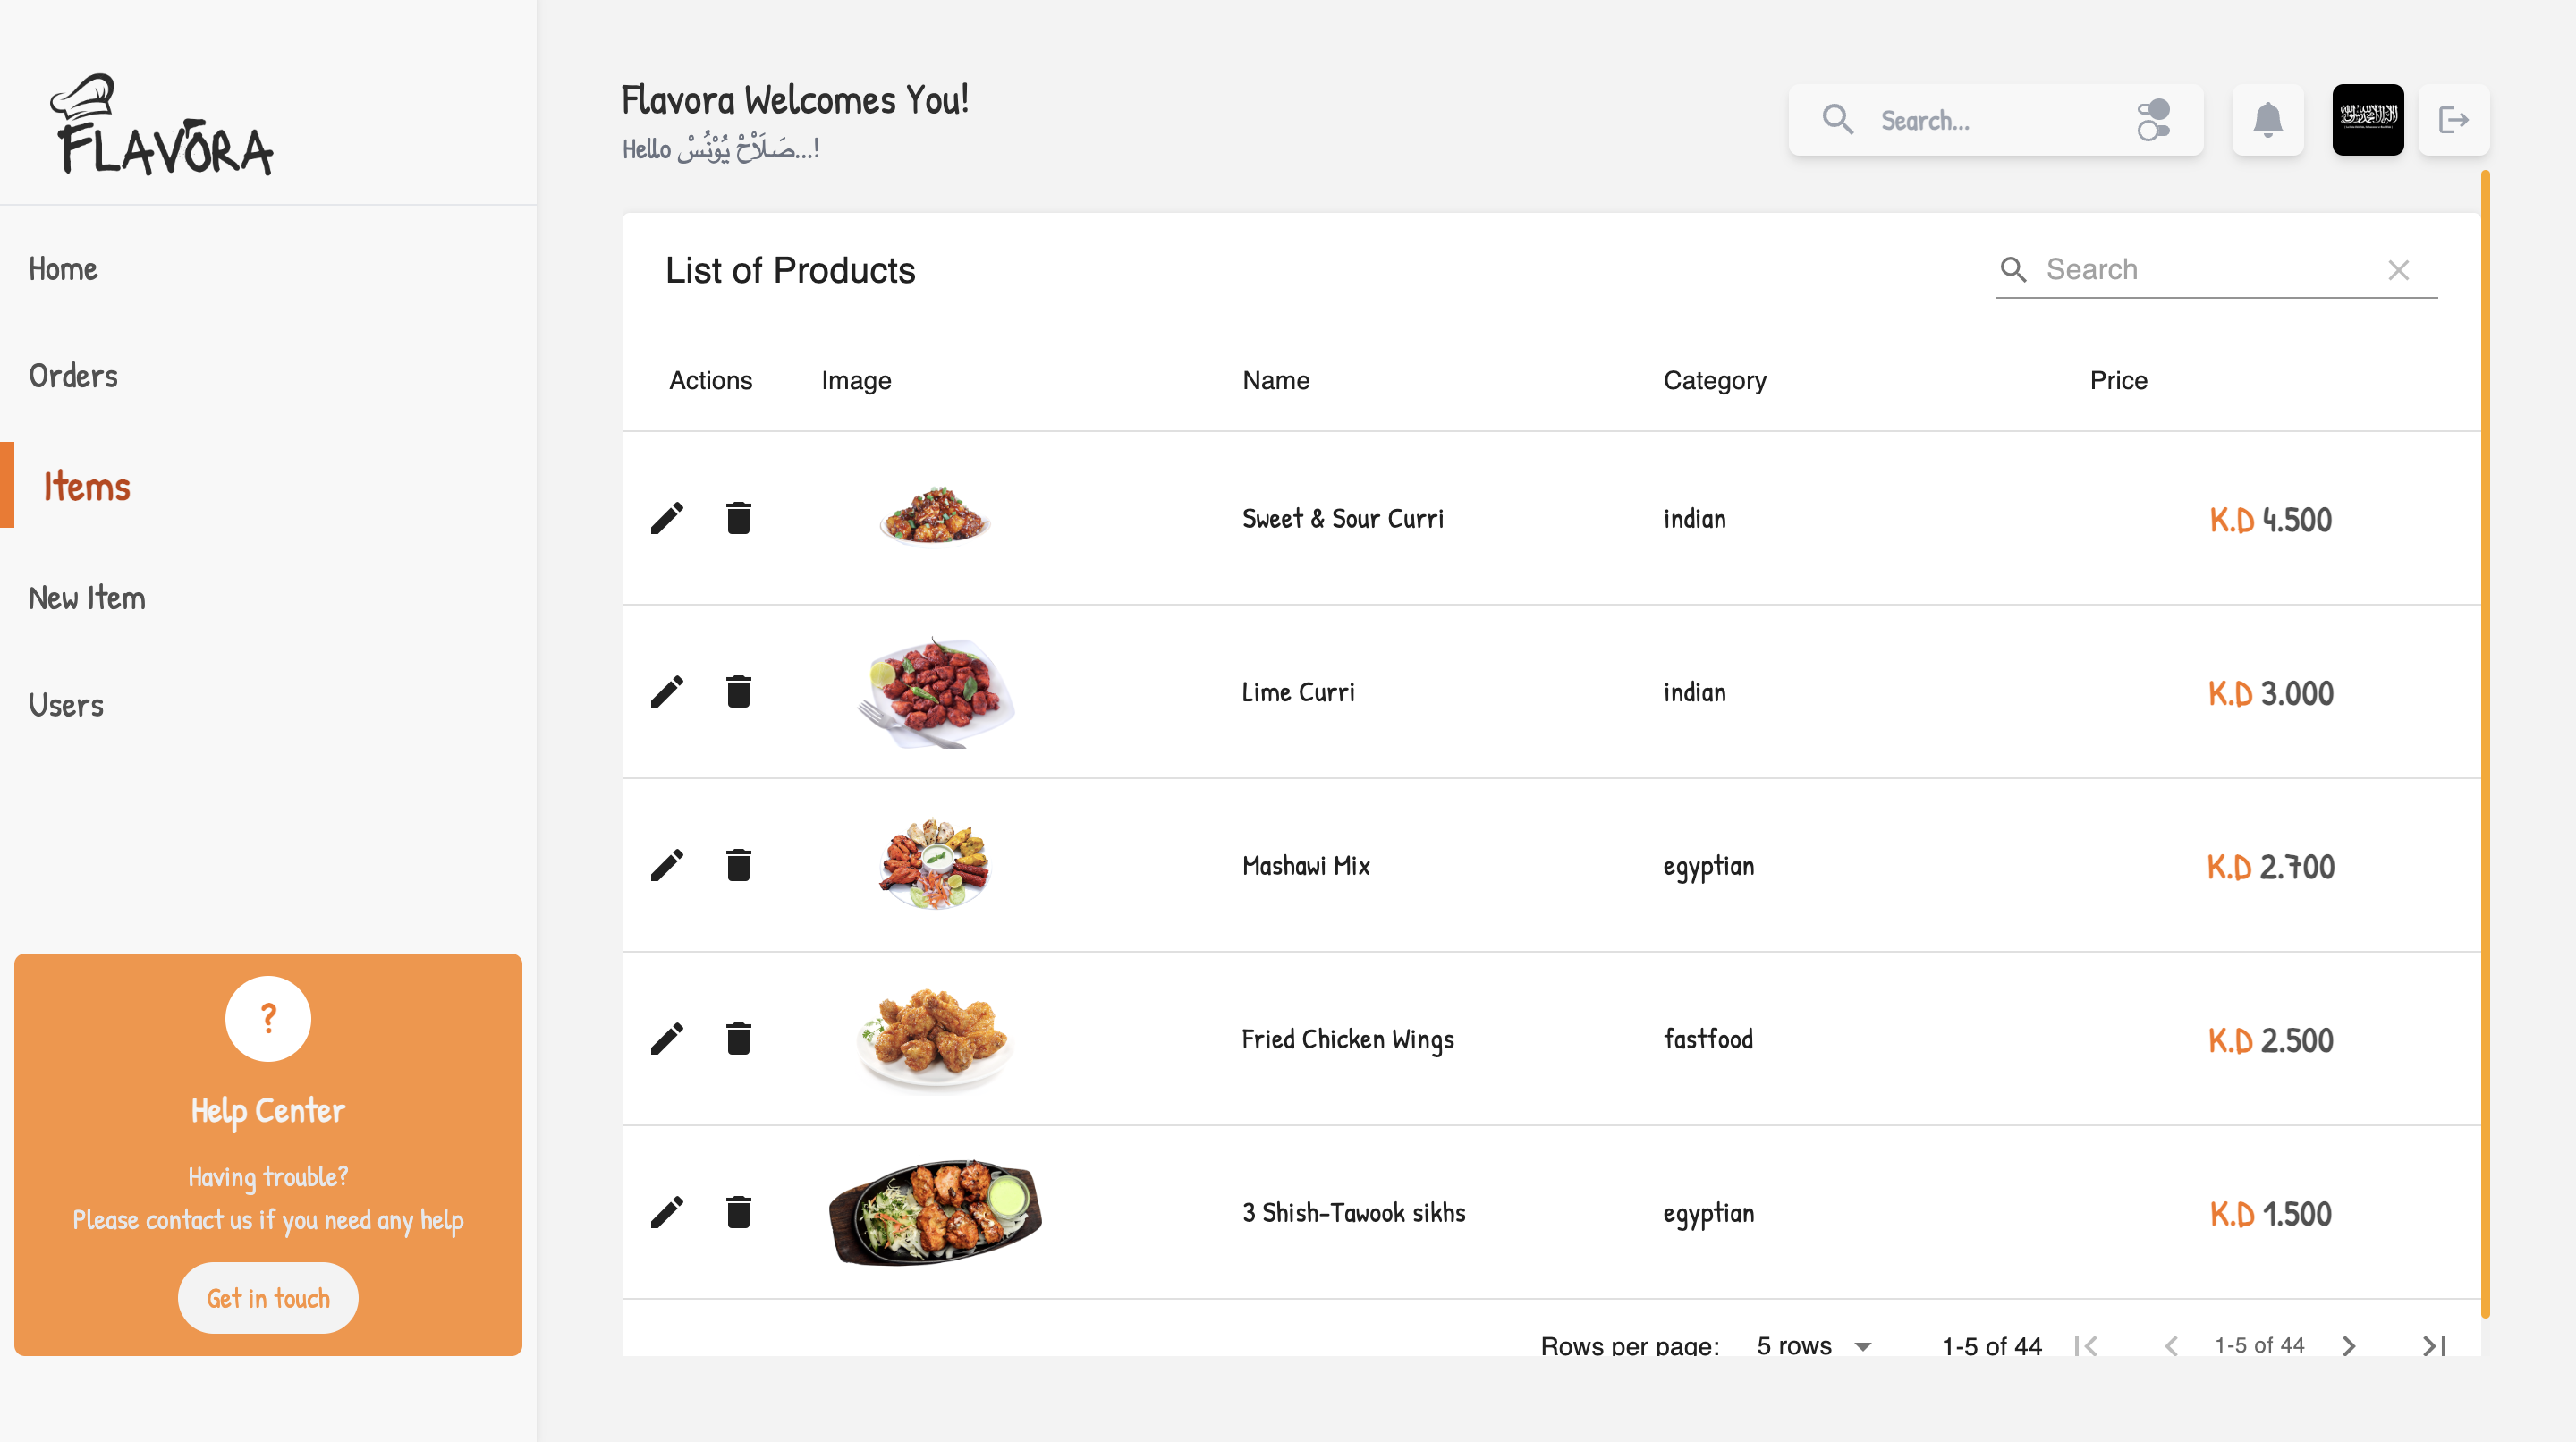 FLAVORA
Home
Orders
Items
New Item
Users
?
Help Center
Having trouble?
Please contact us if you need any help
Get in touch
Flavora Welcomes You!
Hello صَلَاْحْ يُوْنُسْ...!
Search...
List of Products
Search
Actions Image Name Category Price
Sweet & Sour Curri indian K.D 4.500
Lime Curri indian K.D 3.000
Mashawi Mix egyptian K.D 2.700
Fried Chicken Wings fastfood K.D 2.500
3 Shish-Tawook sikhs egyptian K.D 1.500
Rows per page: 5 rows 1-5 of 44 1-5 of 44